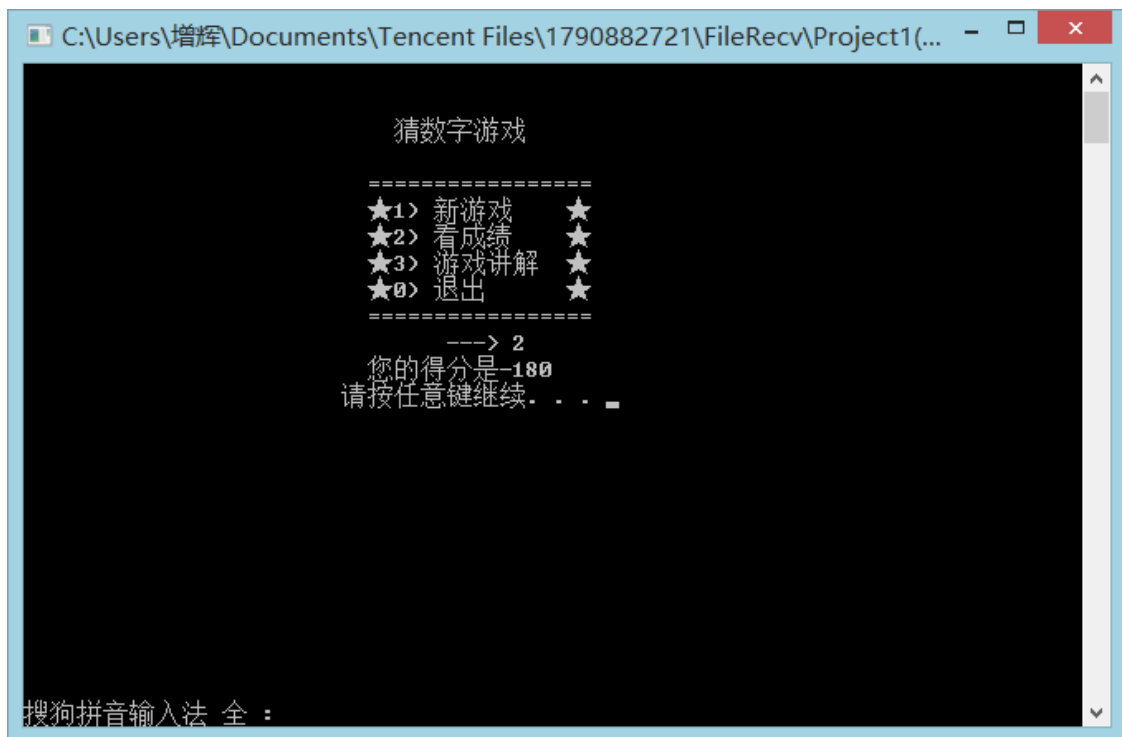 C:\Users\增辉\Documents\Tencent Files\1790882721\FileRecv\Project1(...
猜数字游戏
=================
★1> 新游戏 ★
★2> 看成绩 ★
★3> 游戏讲解 ★
★0> 退出 ★
=================
---> 2
您的得分是-180
请按任意键继续. . .
搜狗拼音输入法 全 :